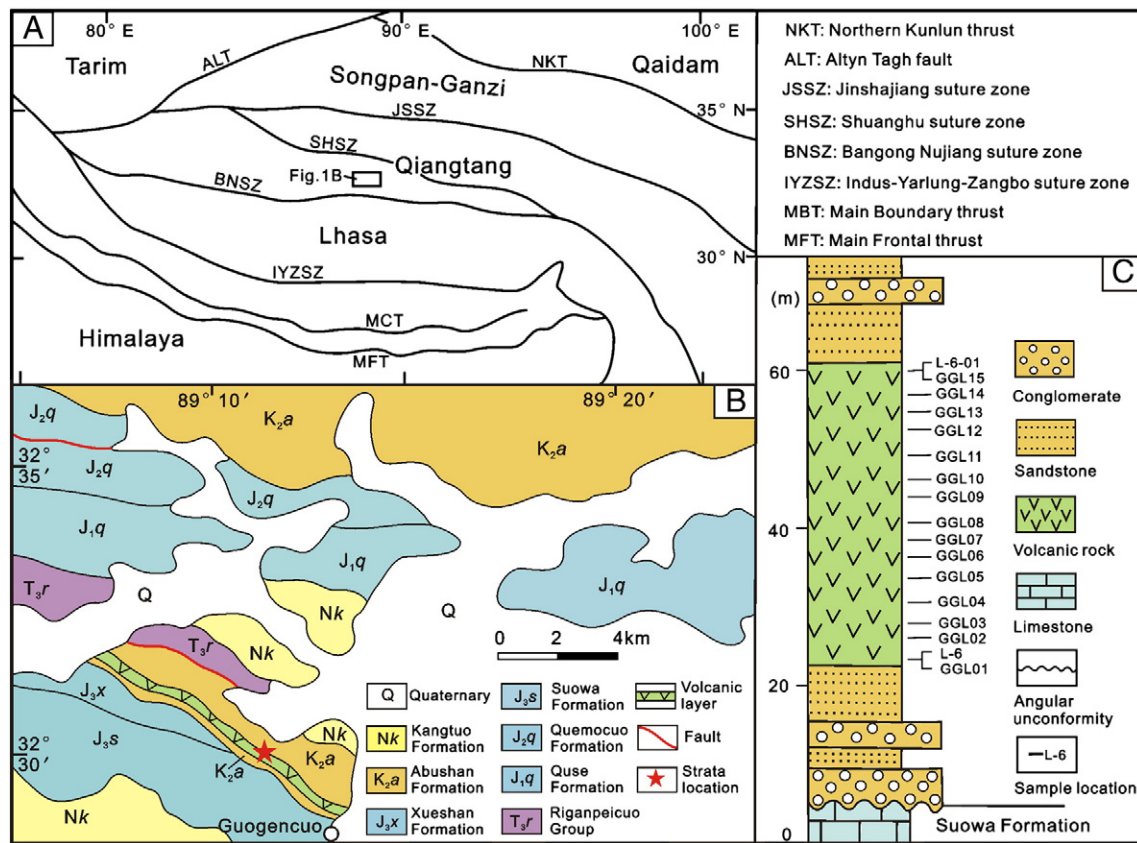 A
80° E
90° E
100° E
Tarim
ALT
NKT
Qaidam
Songpan-Ganzi
35° N
JSSZ
SHSZ
Qiangtang
Fig.1B
BNSZ
Lhasa
30° N
IYZSZ
MCT
Himalaya
MFT
NKT: Northern Kunlun thrust
ALT: Altyn Tagh fault
JSSZ: Jinshajiang suture zone
SHSZ: Shuanghu suture zone
BNSZ: Bangong Nujiang suture zone
IYZSZ: Indus-Yarlung-Zangbo suture zone
MBT: Main Boundary thrust
MFT: Main Frontal thrust
B
89° 10′
89° 20′
J₂q
K₂a
K₂a
32°
35′
J₂q
J₂q
J₁q
J₁q
J₁q
T₃r
Q
Nk
Q
0 2 4km
T₃r
Nk
J₃x
J₃s
Nk
32°
30′
K₂a
K₂a
Nk
Guogencuo
Q Quaternary
Nk Kangtuo
Formation
K₂a Abushan
Formation
J₃x Xueshan
Formation
J₃s Suowa
Formation
J₂q Quemocuo
Formation
J₁q Quse
Formation
T₃r Riganpeicuo
Group
Volcanic
layer
Fault
Strata
location
C
(m)
60
40
20
0
L-6-01
GGL15
GGL14
GGL13
GGL12
GGL11
GGL10
GGL09
GGL08
GGL07
GGL06
GGL05
GGL04
GGL03
GGL02
L-6
GGL01
Suowa Formation
Conglomerate
Sandstone
Volcanic rock
Limestone
Angular
unconformity
L-6
Sample location